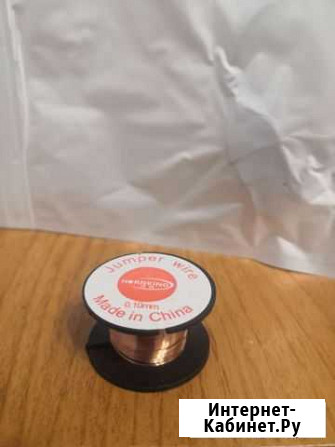 Jumper wire
0.1mm
Made in China
Интернет-
Кабинет.Ру